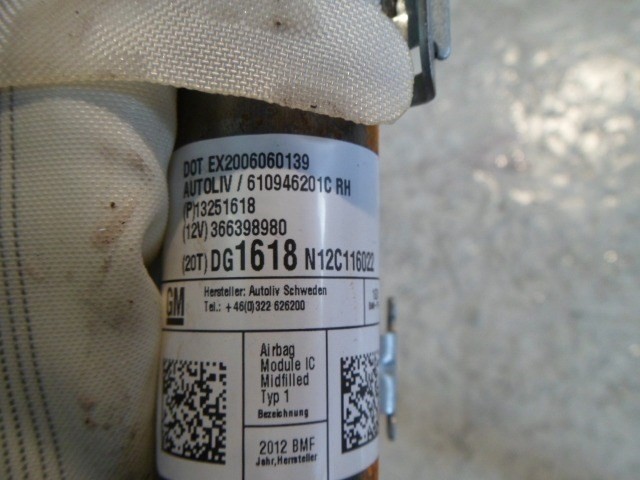 DOT EX2006060139
AUTOLIV / 610946201C RH
(P)13251618
(12V) 366398980
(20T) DG1618 N12C116022
GM
Hersteller: Autoliv Schweden
Tel.: +46(0)322 626200
Airbag
Module IC
Midfilled
Typ 1
Bezeichnung
2012 BMF
Jahr, Hersteller